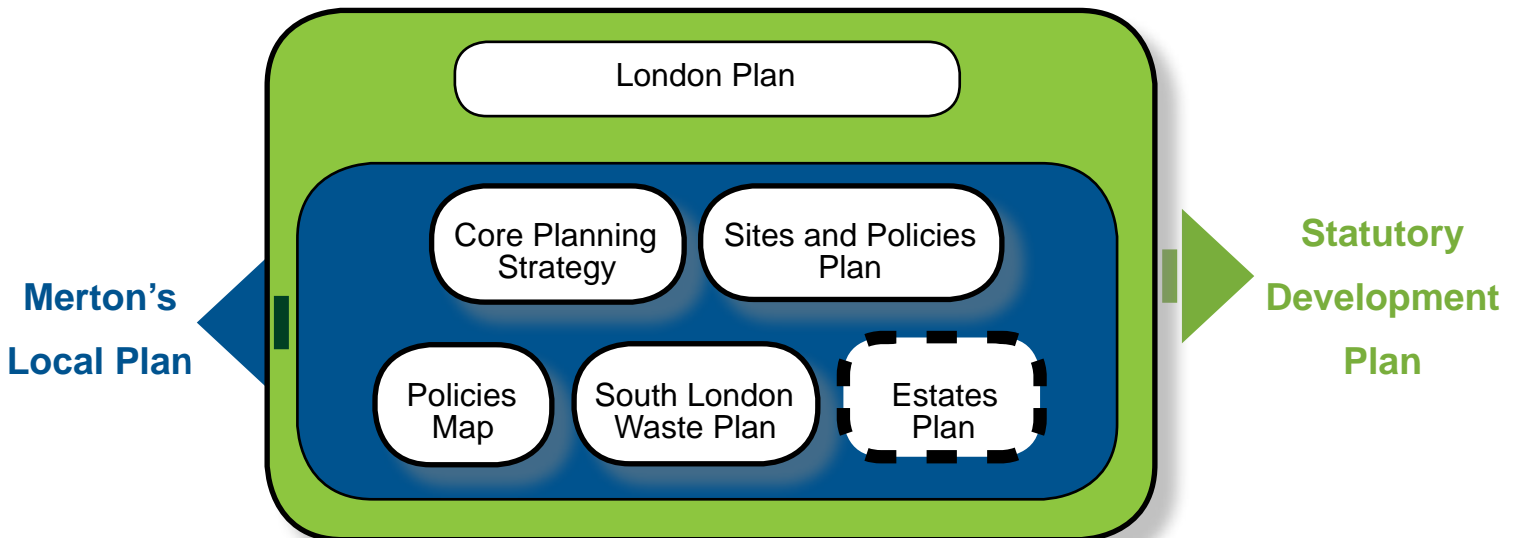 London Plan
Core Planning
Strategy
Sites and Policies
Plan
Merton’s
Local Plan
Statutory
Development
Plan
Policies
Map
South London
Waste Plan
Estates
Plan